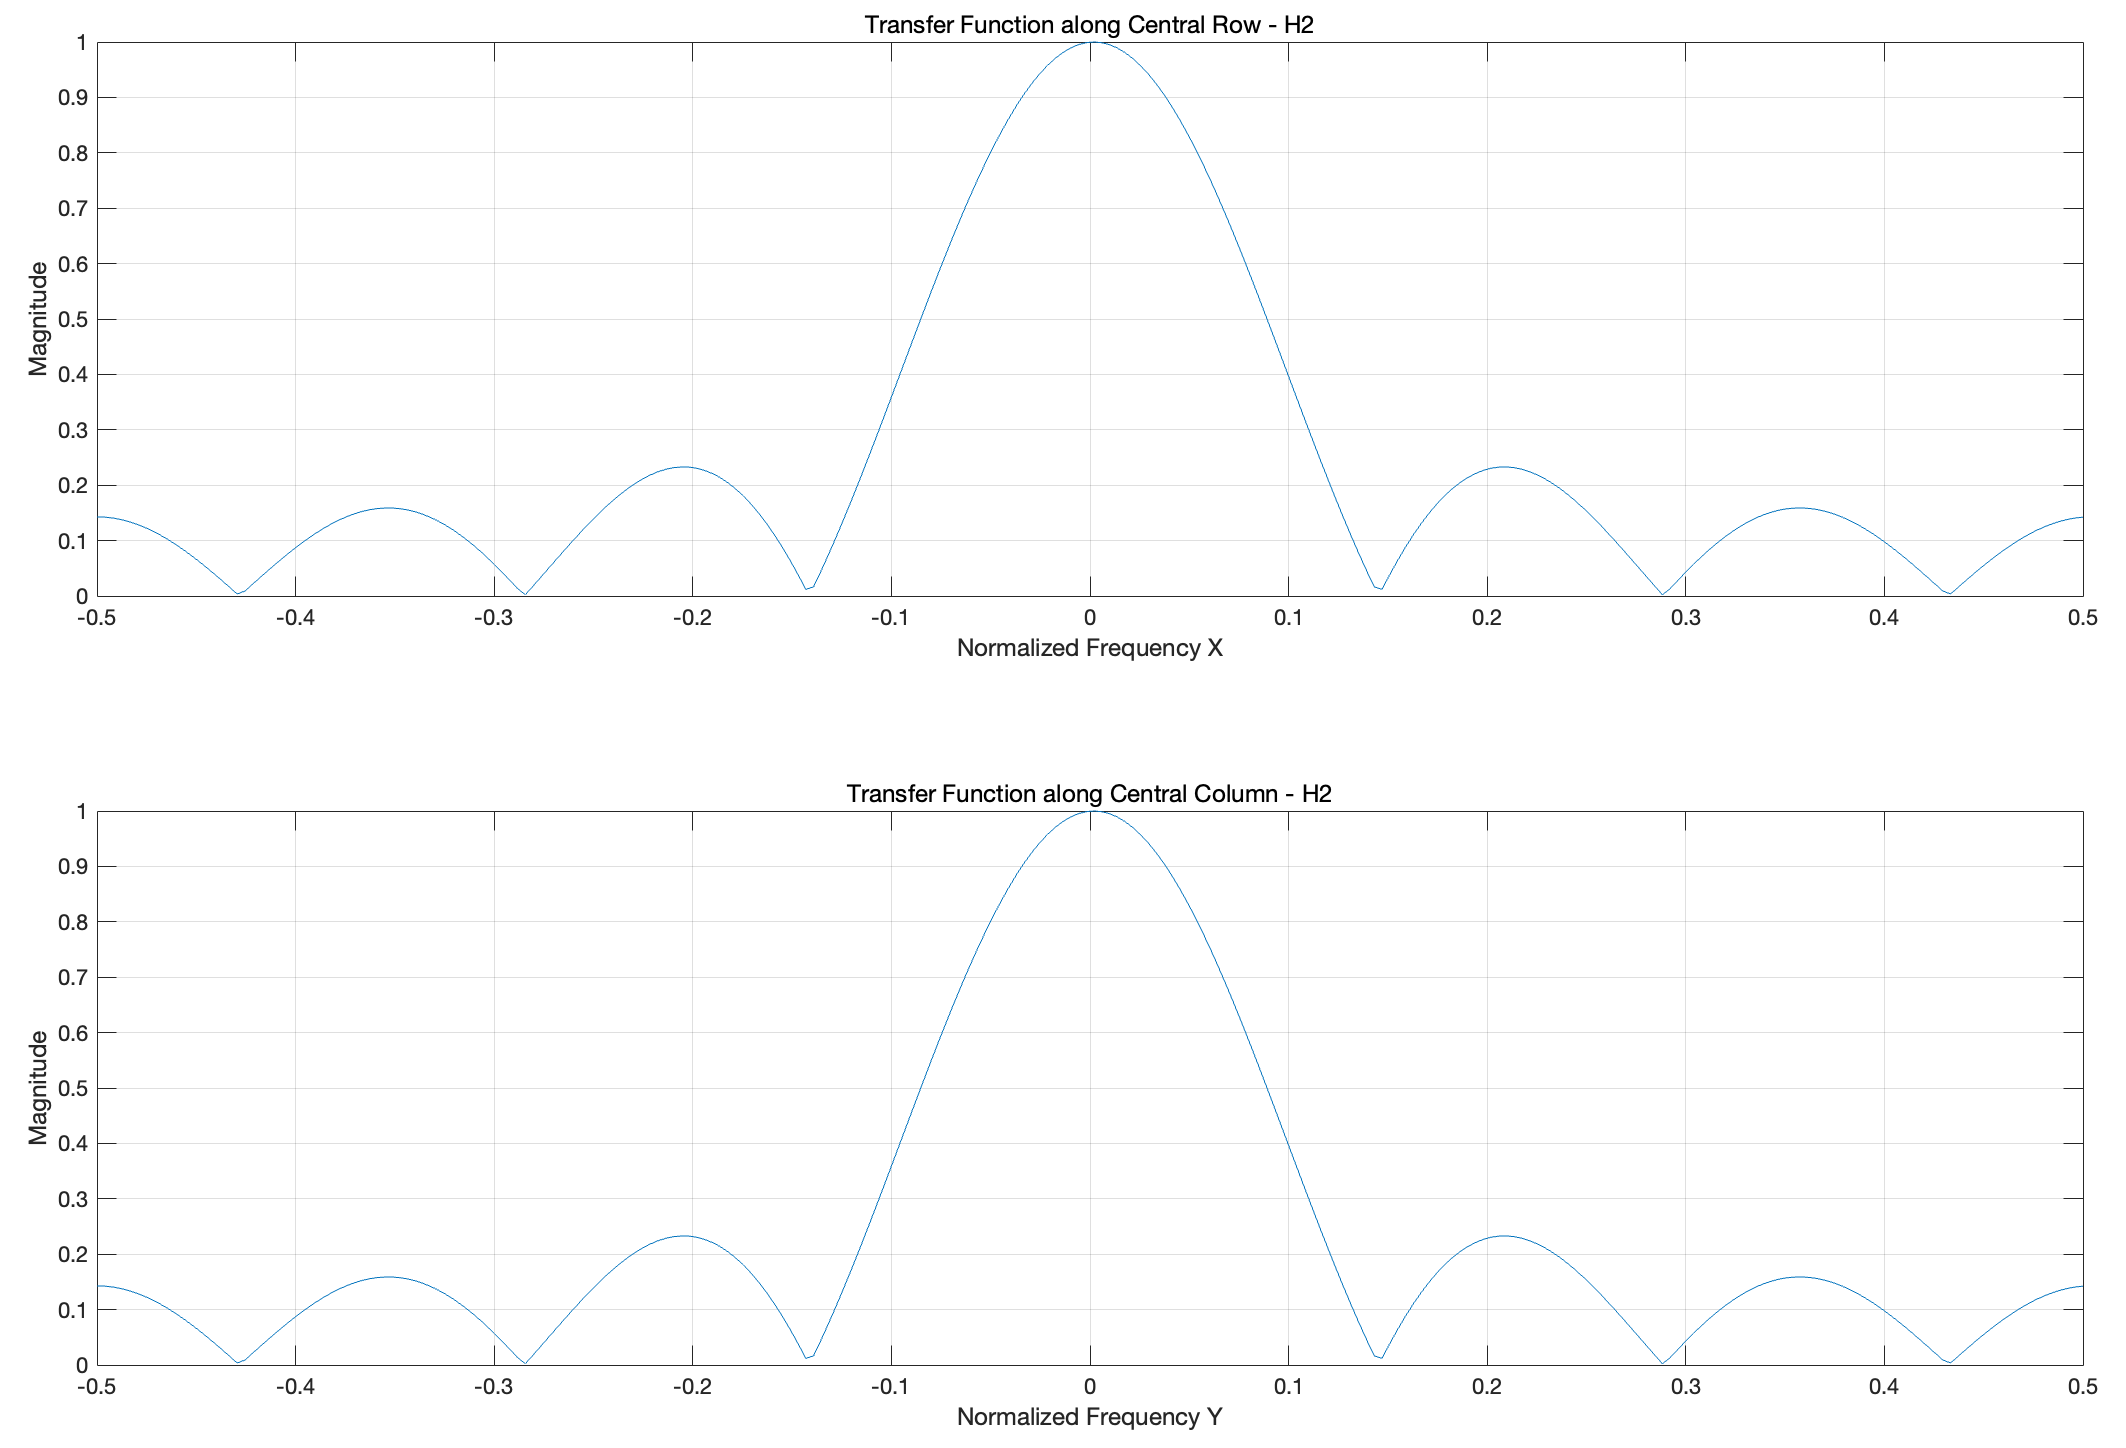 Transfer Function along Central Row - H2
1
0.9
0.8
0.7
0.6
0.5
0.4
0.3
0.2
0.1
0
Magnitude
-0.5 -0.4 -0.3 -0.2 -0.1 0 0.1 0.2 0.3 0.4 0.5
Normalized Frequency X
Transfer Function along Central Column - H2
1
0.9
0.8
0.7
0.6
0.5
0.4
0.3
0.2
0.1
0
Magnitude
-0.5 -0.4 -0.3 -0.2 -0.1 0 0.1 0.2 0.3 0.4 0.5
Normalized Frequency Y